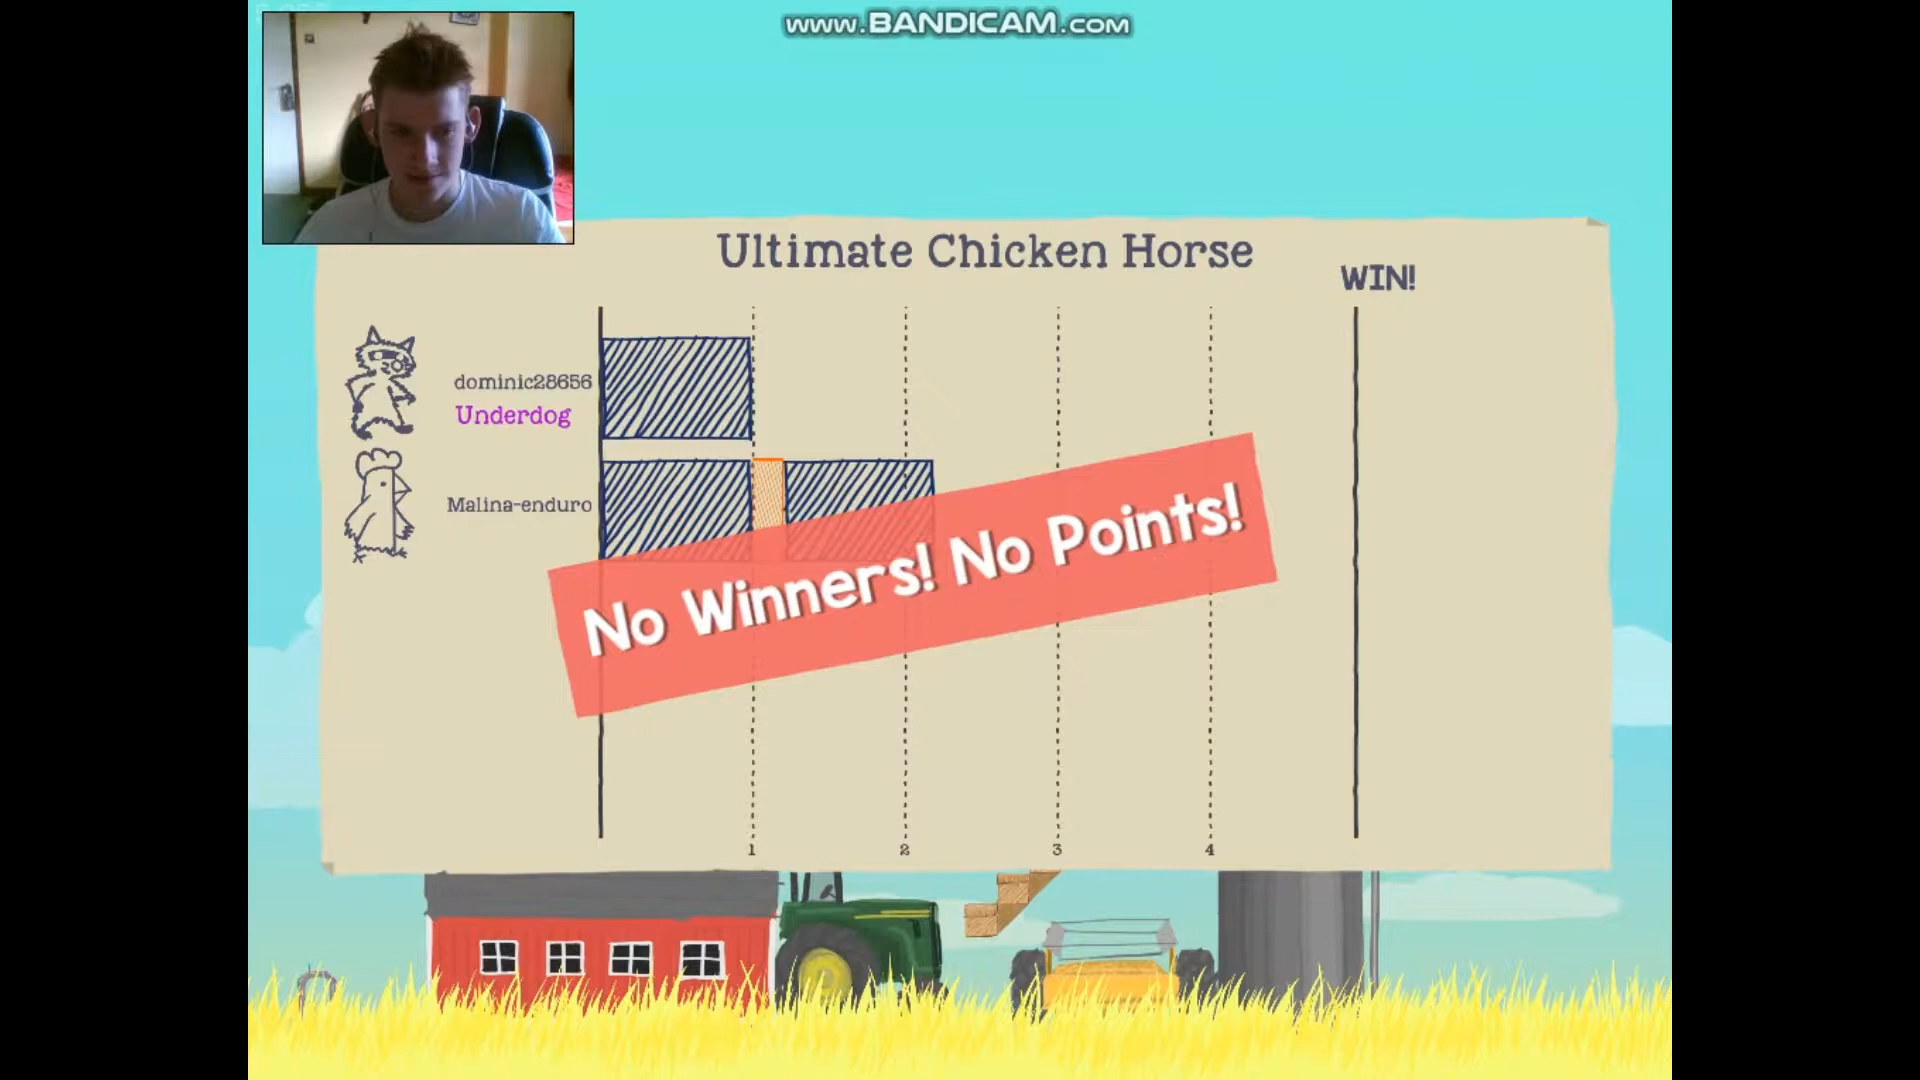 www.BANDICAM.com
Ultimate Chicken Horse
WIN!
dominic28656
Underdog
Malina-enduro
No Winners! No Points!
1 2 3 4